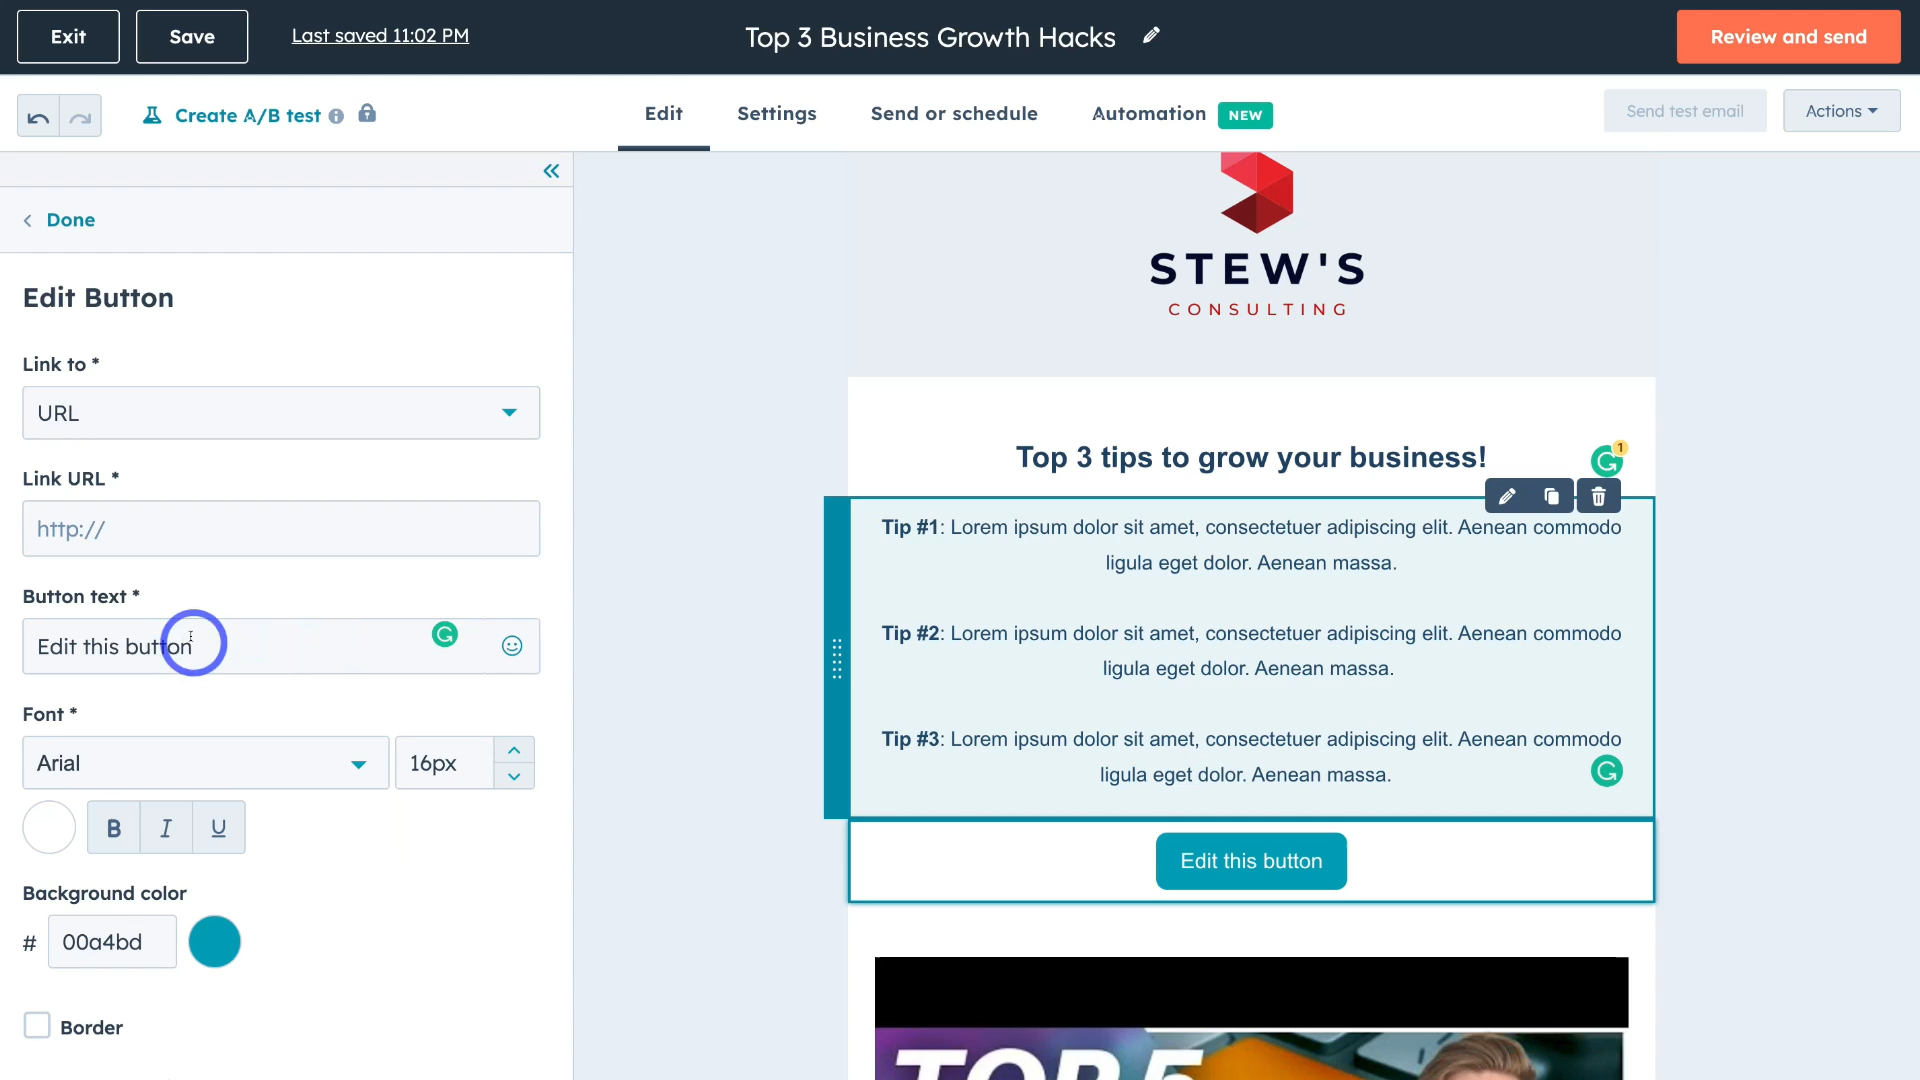 Exit
Save
Last saved 11:02 PM
Top 3 Business Growth Hacks
Review and send
Create A/B test
Edit
Settings
Send or schedule
Automation
NEW
Send test email
Actions
Done
Edit Button
Link to *
URL
Link URL *
http://
Button text *
Edit this button
Font *
Arial
16px
B
I
U
Background color
#
00a4bd
Border
STEW'S
CONSULTING
Top 3 tips to grow your business!
1
Tip #1: Lorem ipsum dolor sit amet, consectetuer adipiscing elit. Aenean commodo
ligula eget dolor. Aenean massa.
Tip #2: Lorem ipsum dolor sit amet, consectetuer adipiscing elit. Aenean commodo
ligula eget dolor. Aenean massa.
Tip #3: Lorem ipsum dolor sit amet, consectetuer adipiscing elit. Aenean commodo
ligula eget dolor. Aenean massa.
Edit this button
TOP 5